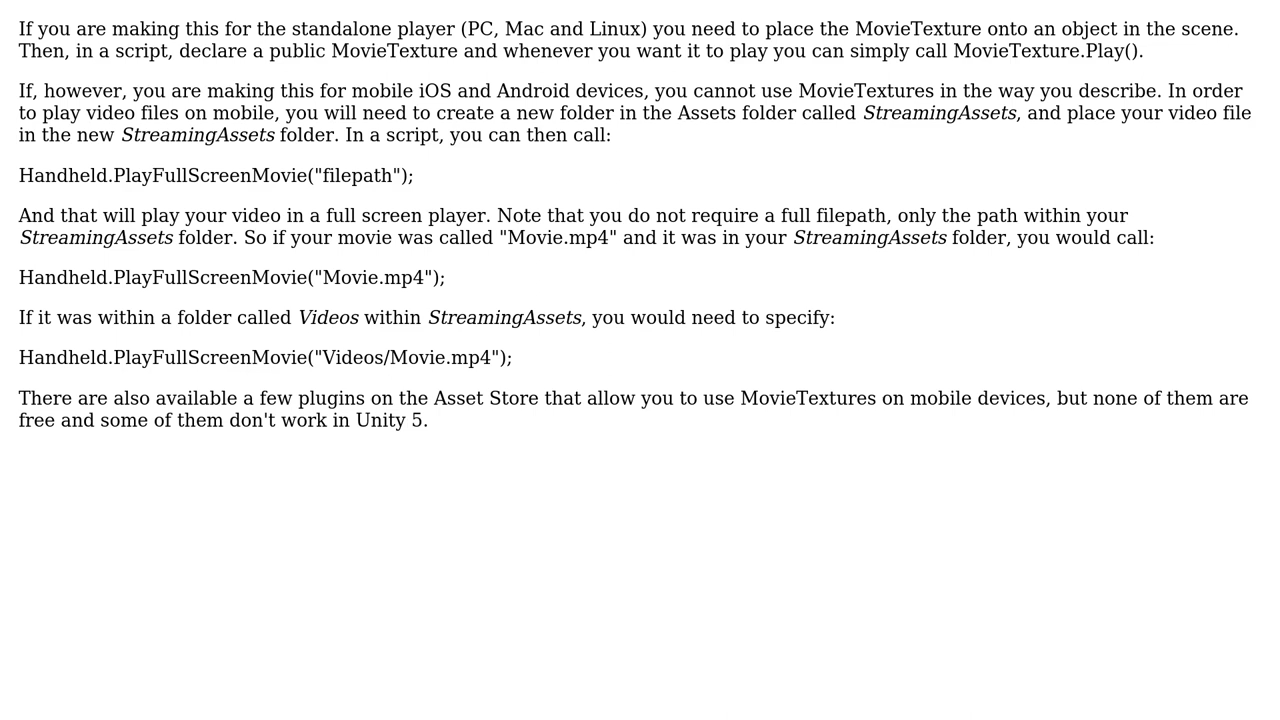 If you are making this for the standalone player (PC, Mac and Linux) you need to place the MovieTexture onto an object in the scene.
Then, in a script, declare a public MovieTexture and whenever you want it to play you can simply call MovieTexture.Play().
If, however, you are making this for mobile iOS and Android devices, you cannot use MovieTextures in the way you describe. In order
to play video files on mobile, you will need to create a new folder in the Assets folder called StreamingAssets, and place your video file
in the new StreamingAssets folder. In a script, you can then call:
Handheld.PlayFullScreenMovie("filepath");
And that will play your video in a full screen player. Note that you do not require a full filepath, only the path within your
StreamingAssets folder. So if your movie was called "Movie.mp4" and it was in your StreamingAssets folder, you would call:
Handheld.PlayFullScreenMovie("Movie.mp4");
If it was within a folder called Videos within StreamingAssets, you would need to specify:
Handheld.PlayFullScreenMovie("Videos/Movie.mp4");
There are also available a few plugins on the Asset Store that allow you to use MovieTextures on mobile devices, but none of them are
free and some of them don't work in Unity 5.